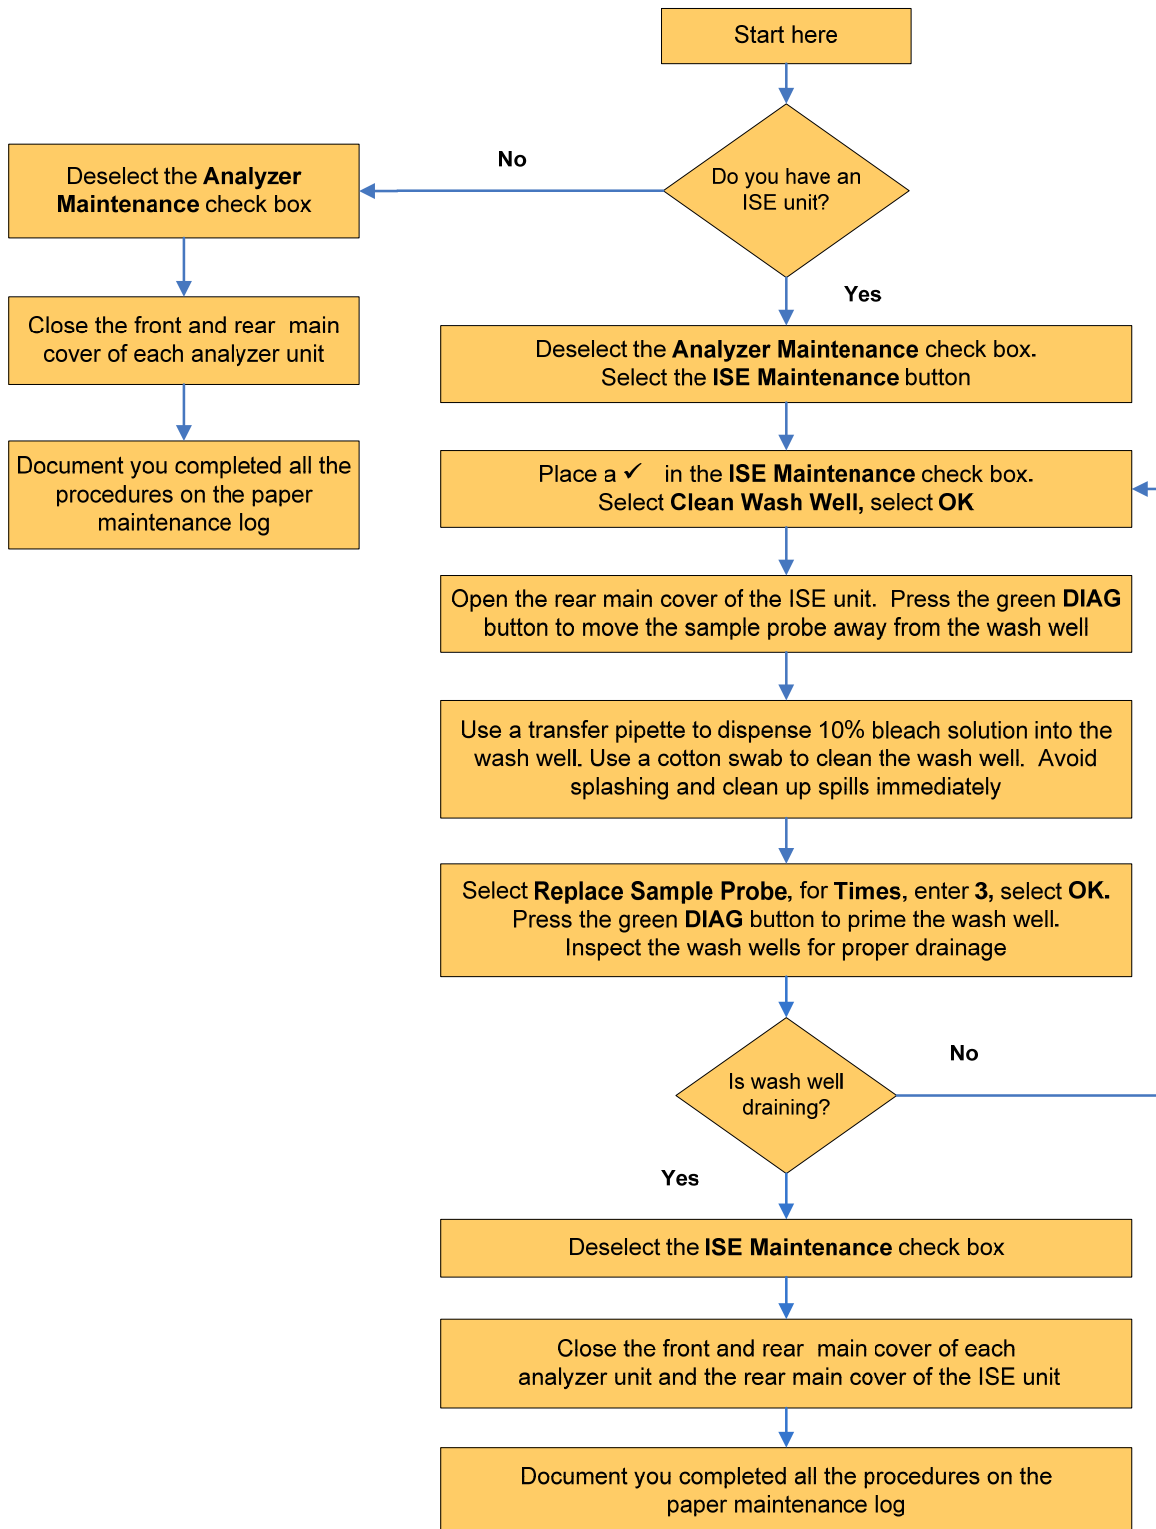 Start here
Do you have an
ISE unit?
No
Deselect the Analyzer
Maintenance check box
Close the front and rear  main
cover of each analyzer unit
Document you completed all the
procedures on the paper
maintenance log
Yes
Deselect the Analyzer Maintenance check box.
Select the ISE Maintenance button
Place a ✓ in the ISE Maintenance check box.
Select Clean Wash Well, select OK
Open the rear main cover of the ISE unit.  Press the green DIAG
button to move the sample probe away from the wash well
Use a transfer pipette to dispense 10% bleach solution into the
wash well. Use a cotton swab to clean the wash well.  Avoid
splashing and clean up spills immediately
Select Replace Sample Probe, for Times, enter 3, select OK.
Press the green DIAG button to prime the wash well.
Inspect the wash wells for proper drainage
Is wash well
draining?
No
Yes
Deselect the ISE Maintenance check box
Close the front and rear  main cover of each
analyzer unit and the rear main cover of the ISE unit
Document you completed all the procedures on the
paper maintenance log